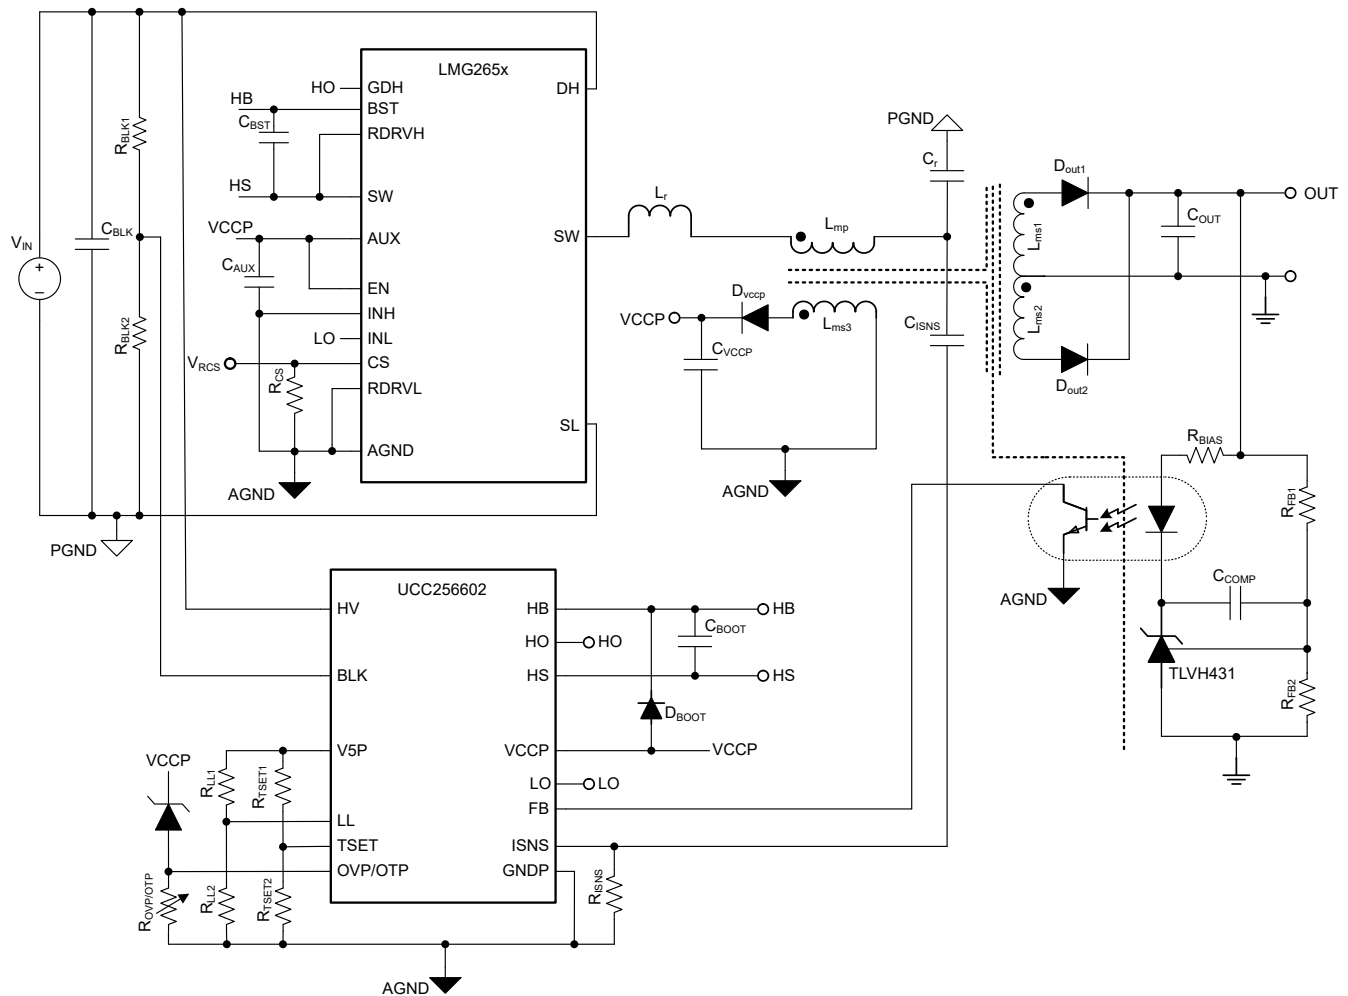 LMG265x
HO
GDH
DH
HB
BST
C_BST
RDRVH
HS
SW
VCCP
AUX
SW
C_AUX
EN
INH
LO
INL
V_RCS
CS
R_CS
RDRVL
SL
AGND
AGND
V_IN
+
−
C_BLK
R_BLK1
R_BLK2
PGND
L_r
L_mp
PGND
C_r
C_ISNS
D_vccp
VCCP
L_ms3
C_VCCP
AGND
L_ms1
L_ms2
D_out1
D_out2
C_OUT
OUT
R_BIAS
R_FB1
C_COMP
AGND
TLVH431
R_FB2
UCC256602
HV
HB
HB
C_BOOT
HO
HO
BLK
HS
HS
D_BOOT
V5P
VCCP
VCCP
VCCP
R_LL1
R_TSET1
LO
LO
LL
FB
TSET
ISNS
OVP/OTP
GNDP
R_OVP/OTP
R_LL2
R_TSET2
R_ISNS
AGND